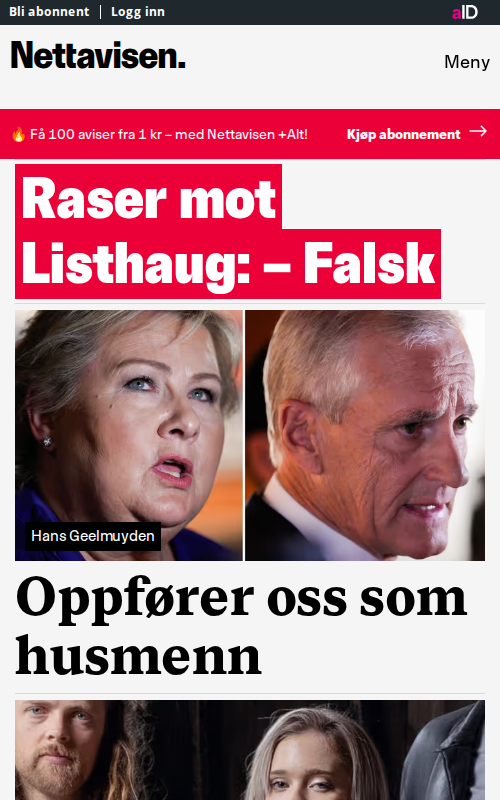 Bli abonnent | Logg inn
aID
Nettavisen.
Meny
🔥 Få 100 aviser fra 1 kr – med Nettavisen +Alt!
Kjøp abonnement →
Raser mot
Listhaug: – Falsk
Hans Geelmuyden
Oppfører oss som
husmenn